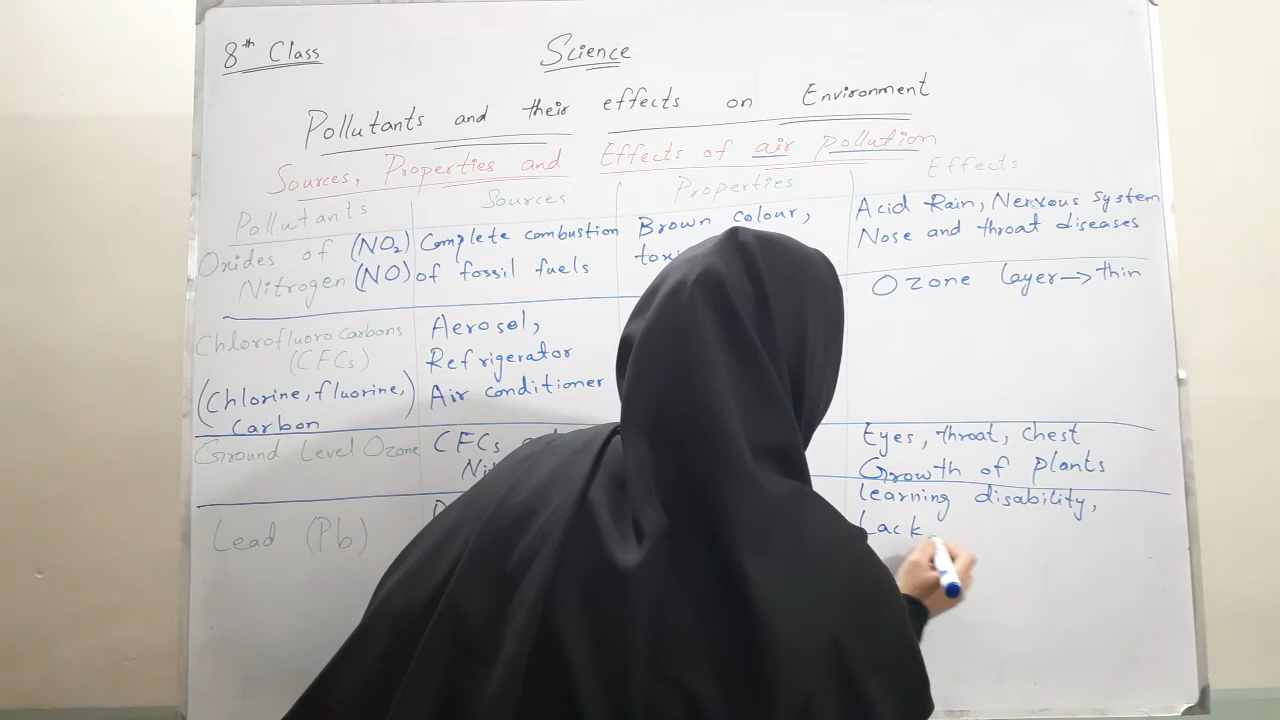 8th Class
Science
Pollutants and their effects on Environment
Sources, Properties and Effects of air pollution
Pollutants Sources Properties Effects
Oxides of (NO2)
Nitrogen (NO)
Complete combustion
of fossil fuels
Brown colour,
Acid Rain, Nervous system
Nose and throat diseases
Chlorofluoro carbons
(CFCs)
(Chlorine, fluorine,)
Carbon
Aerosel,
Refrigerator
Air conditioner
Ozone layer→thin
Ground Level Ozone
CFCs
Eyes, throat, chest
Growth of plants
Lead (Pb)
learning disability,
Lack